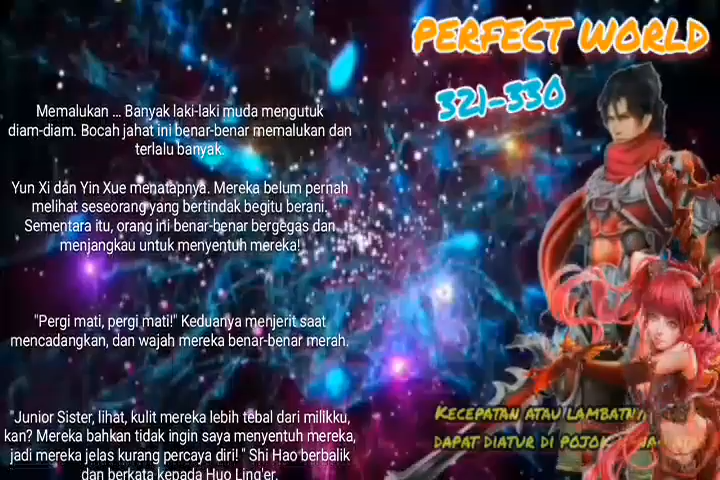 PERFECT WORLD
321-330
Memalukan ... Banyak laki-laki muda mengutuk
diam-diam. Bocah jahat ini benar-benar memalukan dan
terlalu banyak.
Yun Xi dan Yin Xue menatapnya. Mereka belum pernah
melihat seseorang yang bertindak begitu berani.
Sementara itu, orang ini benar-benar bergegas dan
menjangkau untuk menyentuh mereka!
"Pergi mati, pergi mati!" Keduanya menjerit saat
mencadangkan, dan wajah mereka benar-benar merah.
"Junior Sister, lihat, kulit mereka lebih tebal dari milikku,
kan? Mereka bahkan tidak ingin saya menyentuh mereka,
jadi mereka jelas kurang percaya diri! " Shi Hao berbalik
dan berkata kepada Huo Ling'er.
KECEPATAN ATAU
DAPAT DIATUR DI POJOK